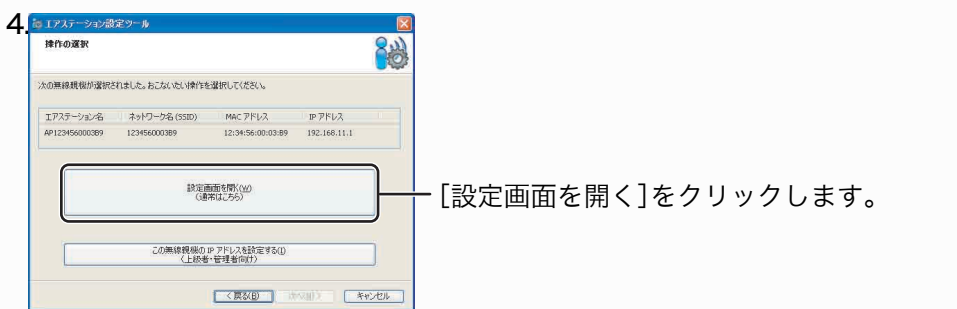 4.
エアステーション設定ツール
操作の選択
次の無線親機が選択されました。おこないたい操作を選択してください。
エアステーション名 ネットワーク名(SSID) MAC アドレス IP アドレス
AP1234560003B9 1234560003B9 12:34:56:00:03:B9 192.168.11.1
設定画面を開く(W)
(通常はこちら)
[設定画面を開く]をクリックします。
この無線親機の IP アドレスを設定する(I)
(上級者・管理者向け)
< 戻る(B) 次へ(N) > キャンセル